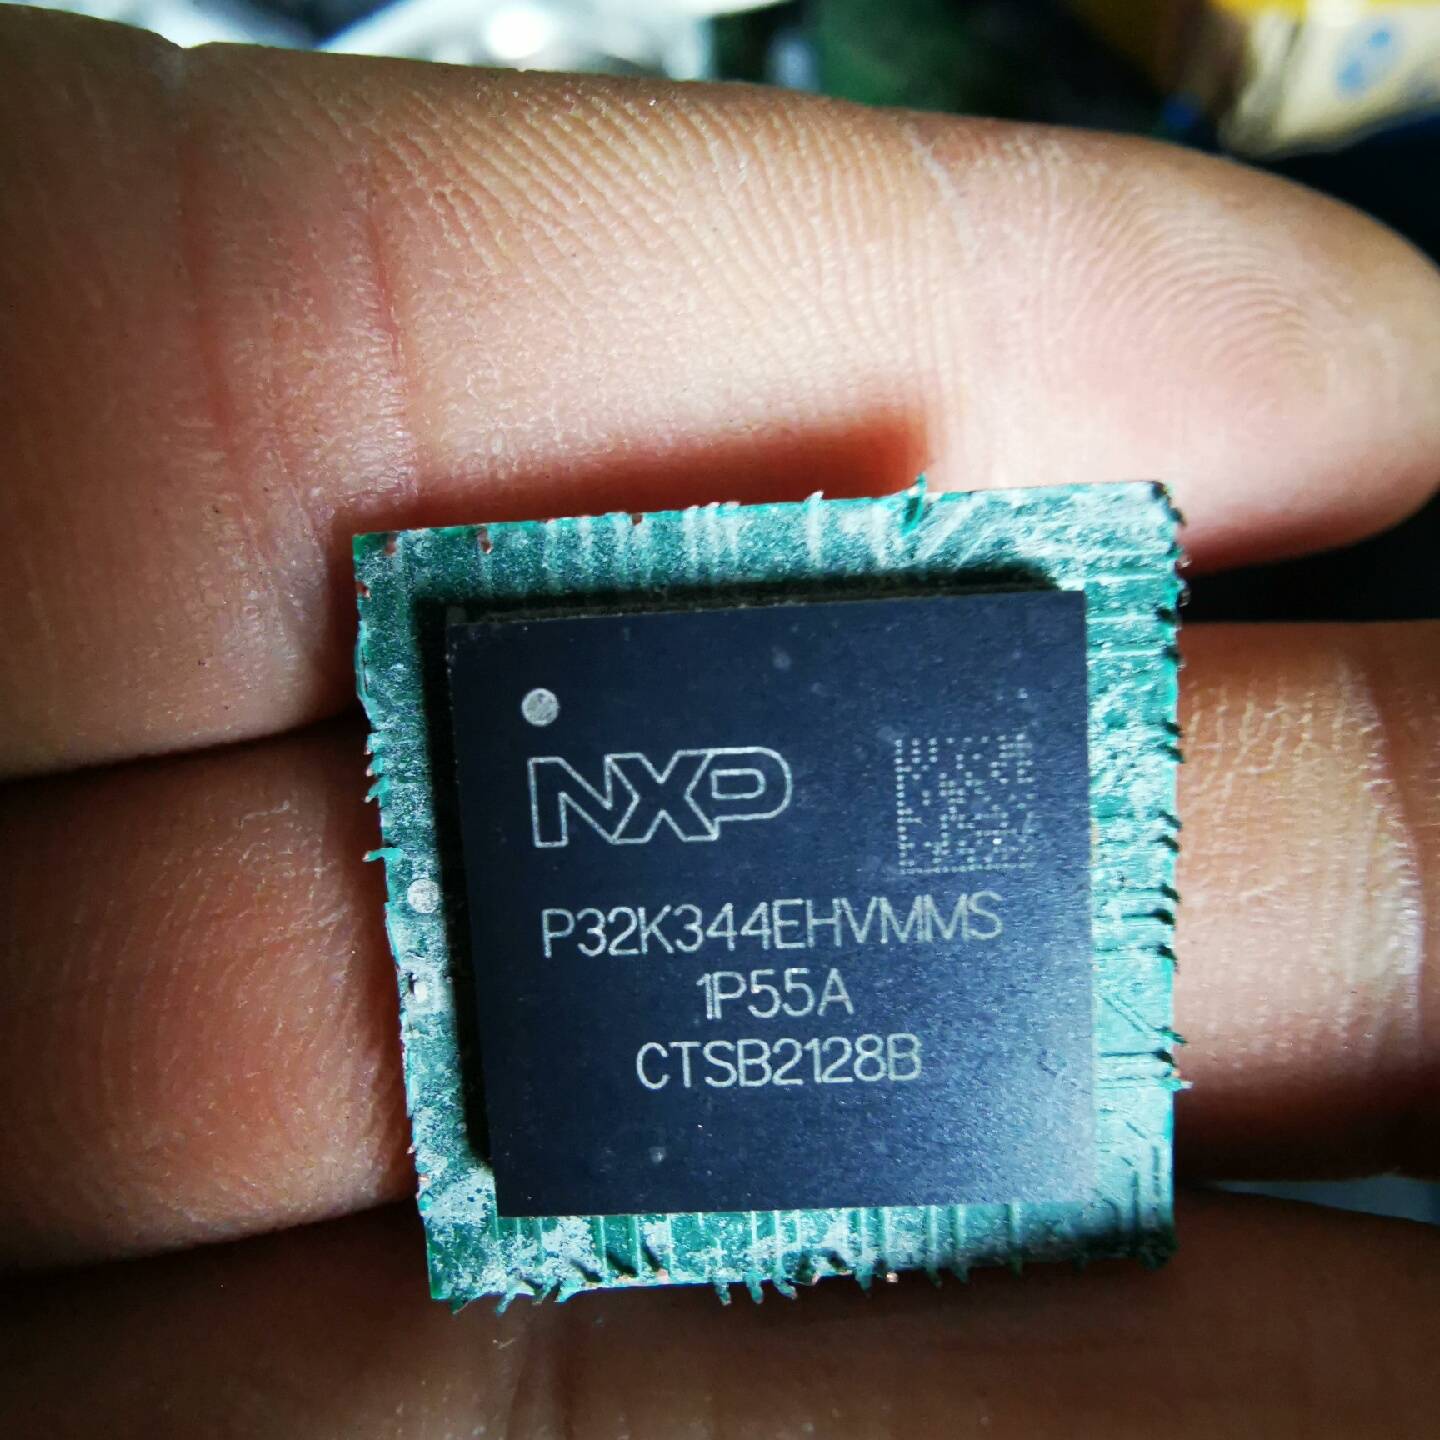 NXP
P32K344EHVMMS
1P55A
CTSB2128B